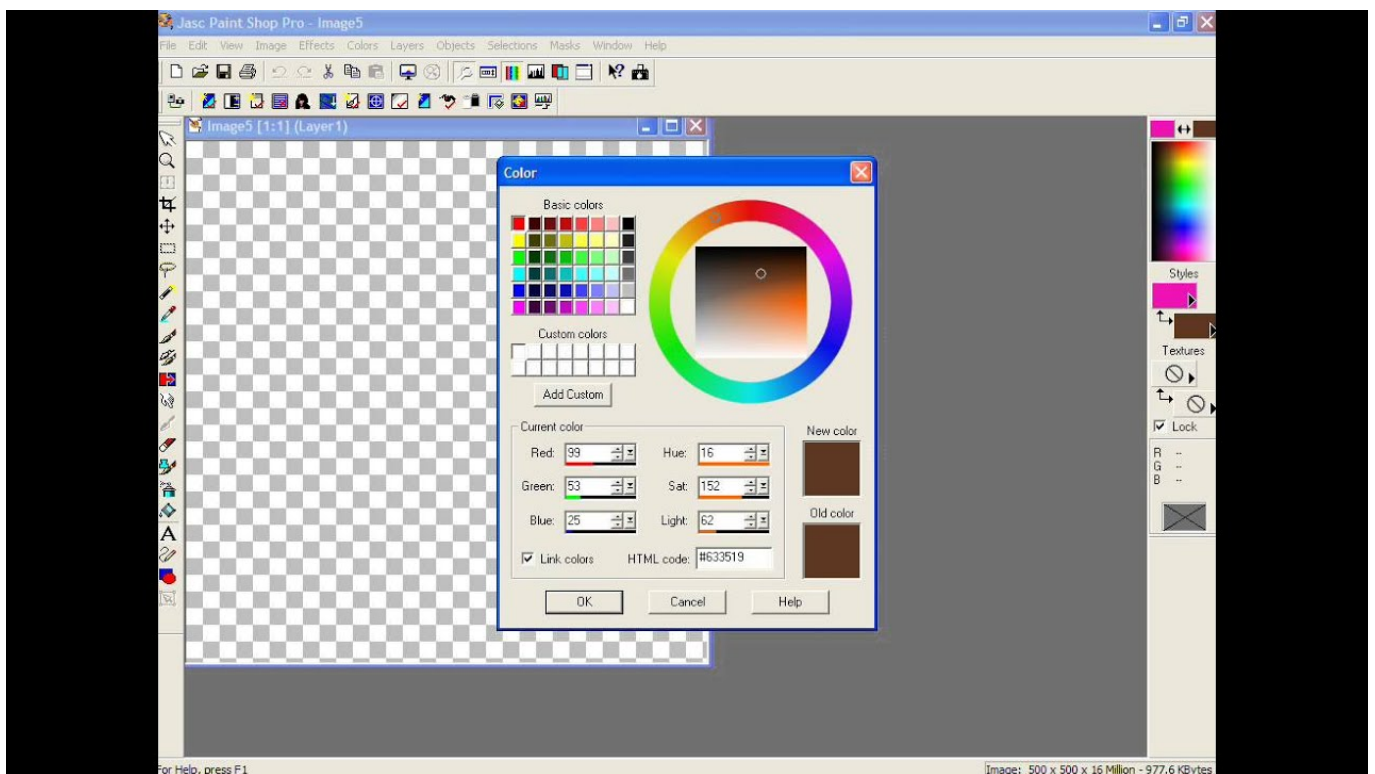 Jasc Paint Shop Pro - Image5
File Edit View Image Effects Colors Layers Objects Selections Masks Window Help
Image5 [1:1] (Layer1)
Color
Basic colors
Custom colors
Add Custom
Current color
New color
Red: 99 Hue: 16
Green: 53 Sat: 152
Old color
Blue: 25 Light: 62
Link colors HTML code: #633519
OK Cancel Help
Styles
Textures
Lock
R --
G --
B --
For Help, press F1
Image: 500 x 500 x 16 Million - 977.6 KBytes